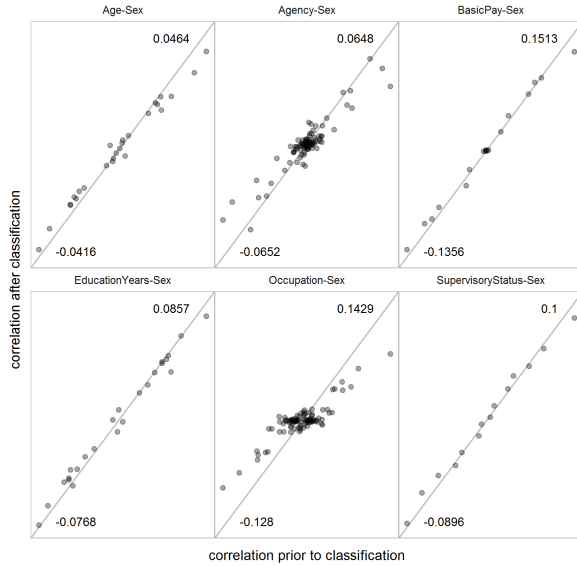 Age-Sex
Agency-Sex
BasicPay-Sex
0.0464
0.0648
0.1513
-0.0416
-0.0652
-0.1356
EducationYears-Sex
Occupation-Sex
SupervisoryStatus-Sex
0.0857
0.1429
0.1
-0.0768
-0.128
-0.0896
correlation after classification
correlation prior to classification